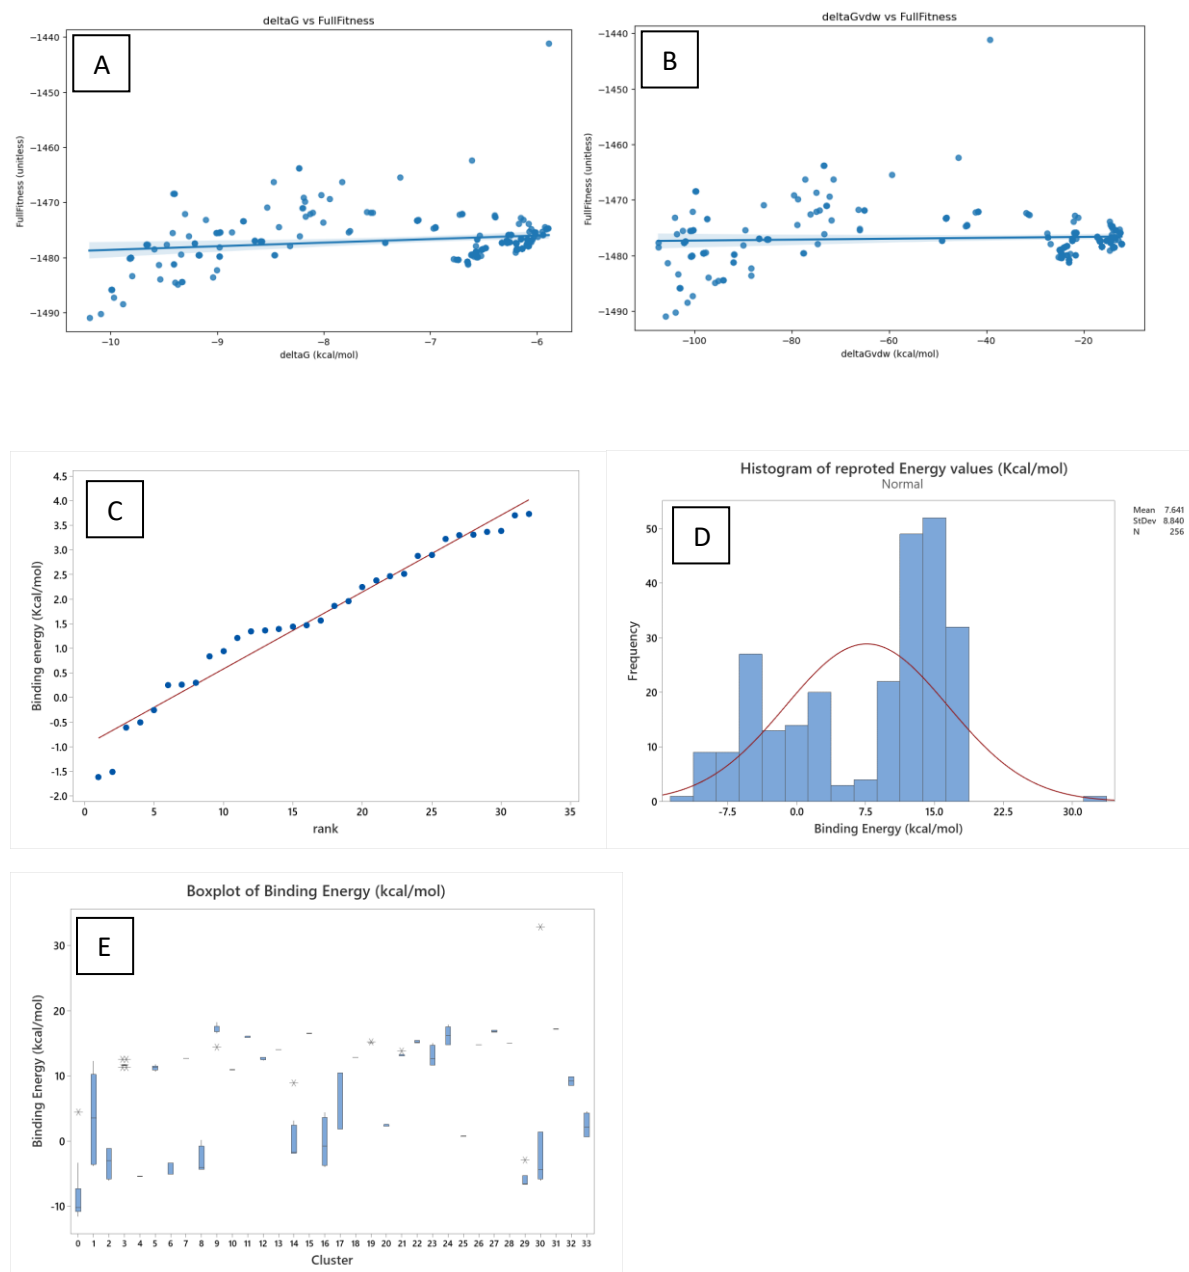 deltaG vs FullFitness
A
−1440
−1450
−1460
−1470
−1480
−1490
FullFitness (unitless)
−10 −9 −8 −7 −6
deltaG (kcal/mol)
deltaGvdw vs FullFitness
B
−1440
−1450
−1460
−1470
−1480
−1490
FullFitness (unitless)
−100 −80 −60 −40 −20
deltaGvdw (kcal/mol)
C
4.5
4.0
3.5
3.0
2.5
2.0
1.5
1.0
0.5
0.0
-0.5
-1.0
-1.5
-2.0
Binding energy (Kcal/mol)
0 5 10 15 20 25 30 35
rank
Histogram of reproted Energy values (Kcal/mol)
Normal
D
Mean 7.641
StDev 8.840
N 256
50
40
30
20
10
0
Frequency
-7.5 0.0 7.5 15.0 22.5 30.0
Binding Energy (kcal/mol)
Boxplot of Binding Energy (kcal/mol)
E
30
20
10
0
-10
Binding Energy (kcal/mol)
0 1 2 3 4 5 6 7 8 9 10 11 12 13 14 15 16 17 18 19 20 21 22 23 24 25 26 27 28 29 30 31 32 33
Cluster